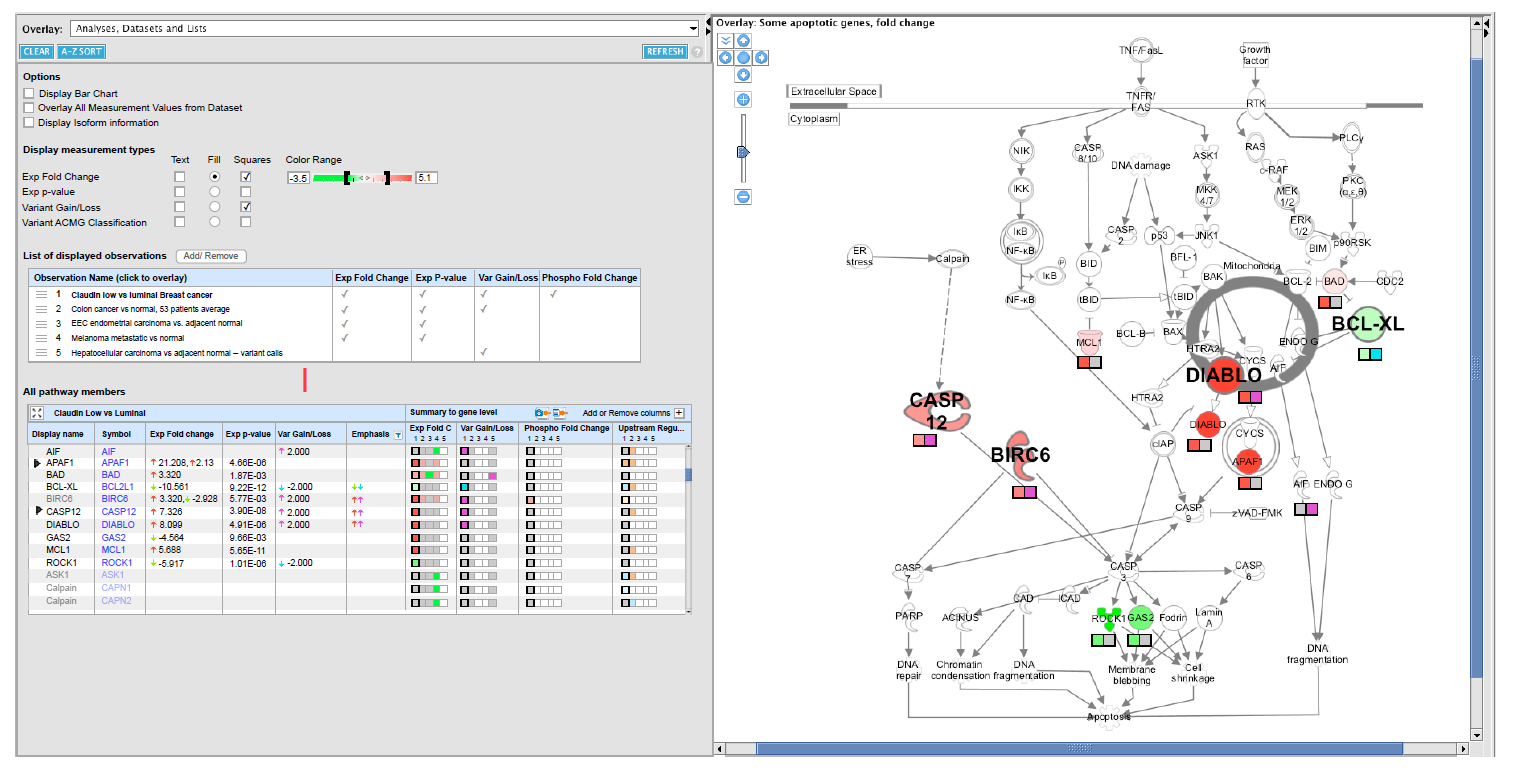 Overlay: Analyses, Datasets and Lists
CLEAR A-Z SORT REFRESH ?
Options
Display Bar Chart
Overlay All Measurement Values from Dataset
Display Isoform information
Display measurement types
Text Fill Squares Color Range
Exp Fold Change -3.5 5.1
Exp p-value
Variant Gain/Loss
Variant ACMG Classification
List of displayed observations Add/ Remove
Observation Name (click to overlay) Exp Fold Change Exp P-value Var Gain/Loss Phospho Fold Change
1 Claudin low vs luminal Breast cancer ✓ ✓ ✓ ✓
2 Colon cancer vs normal, 53 patients average ✓ ✓ ✓
3 EEC endometrial carcinoma vs. adjacent normal ✓ ✓
4 Melanoma metastatic vs normal ✓ ✓
5 Hepatocellular carcinoma vs adjacent normal – variant calls ✓
All pathway members
Claudin Low vs Luminal Summary to gene level Add or Remove columns +
Display name Symbol Exp Fold change Exp p-value Var Gain/Loss Emphasis Exp Fold C Var Gain/Loss Phospho Fold Change Upstream Regu...
1 2 3 4 5 1 2 3 4 5 1 2 3 4 5 1 2 3 4 5
AIF AIF ↑ 2.000
APAF1 APAF1 ↑ 21.208, ↑2.13 4.66E-06
BAD BAD ↑ 3.320 1.87E-03
BCL-XL BCL2L1 ↓ -10.561 9.22E-12 ↓ -2.000 ↓↓
BIRC6 BIRC6 ↑ 3.320,↓ -2.928 5.77E-03 ↑ 2.000 ↑↑
CASP12 CASP12 ↑ 7.326 3.90E-08 ↑ 2.000 ↑↑
DIABLO DIABLO ↑ 8.099 4.91E-06 ↑ 2.000 ↑↑
GAS2 GAS2 ↓ -4.564 9.66E-03
MCL1 MCL1 ↑ 5.688 5.65E-11
ROCK1 ROCK1 ↓ -5.917 1.01E-06 ↓ -2.000
ASK1 ASK1
Calpain CAPN1
Calpain CAPN2
Overlay: Some apoptotic genes, fold change
TNF/FasL
Growth
factor
Extracellular Space
TNFR/
FAS
RTK
Cytoplasm
NIK
CASP
8/10
DNA damage
ASK1
RAS
PLCγ
c-RAF
IKK
MKK
4/7
MEK
1/2
PKC
(α,ε,θ)
IκB
NF-κB
CASP
2
p53
JNK1
ERK
1/2
BIM
p90RSK
ER
stress
Calpain
IκB
P
BID
BFL-1
BAK
Mitochondria
BCL-2
BAD
CDC2
NF-κB
tBID
tBID
BCL-XL
MCL1
BCL-B
BAX
HTRA2
ENDO G
CYCS
AIF
DIABLO
CASP
12
HTRA2
DIABLO
CYCS
cIAP
BIRC6
APAF1
AIF
ENDO G
CASP
9
zVAD-FMK
CASP
7
CASP
3
CASP
6
PARP
ACINUS
CAD
ICAD
ROCK1
GAS2
Fodrin
Lamin
A
DNA
repair
Chromatin
condensation
DNA
fragmentation
Membrane
blebbing
Cell
shrinkage
DNA
fragmentation
Apoptosis